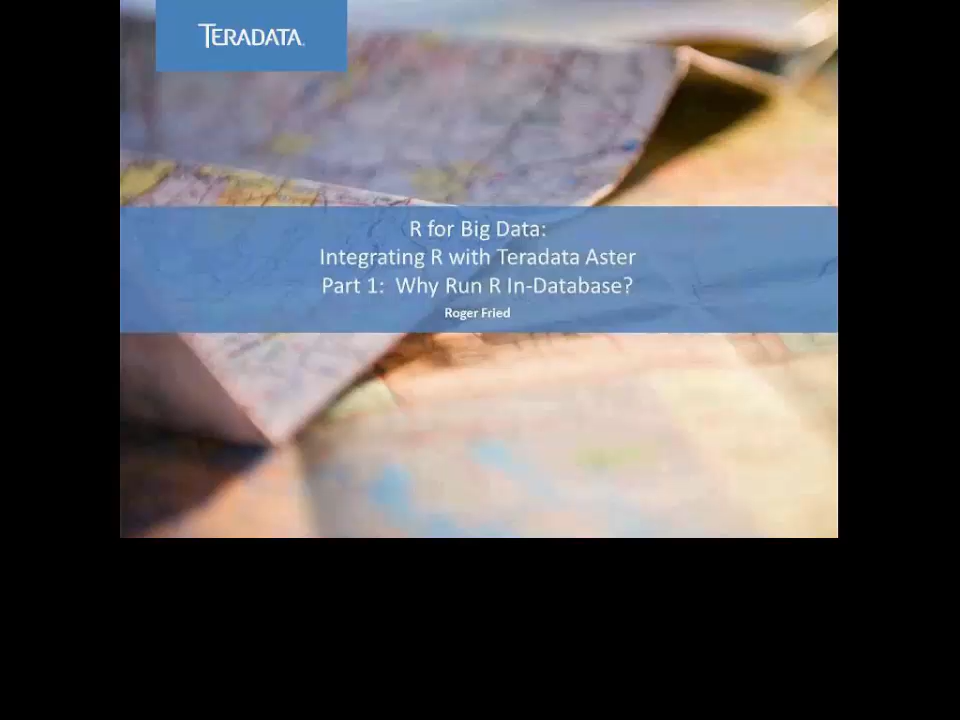 TERADATA.
R for Big Data:
Integrating R with Teradata Aster
Part 1:  Why Run R In-Database?
Roger Fried